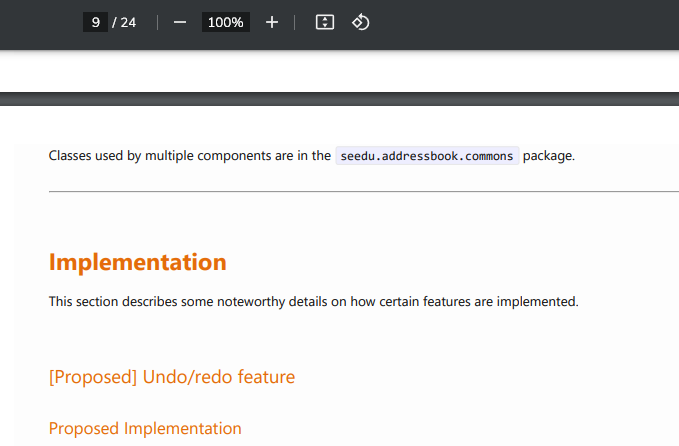 9 / 24 — 100% +
Classes used by multiple components are in the seedu.addressbook.commons package.
Implementation
This section describes some noteworthy details on how certain features are implemented.
[Proposed] Undo/redo feature
Proposed Implementation